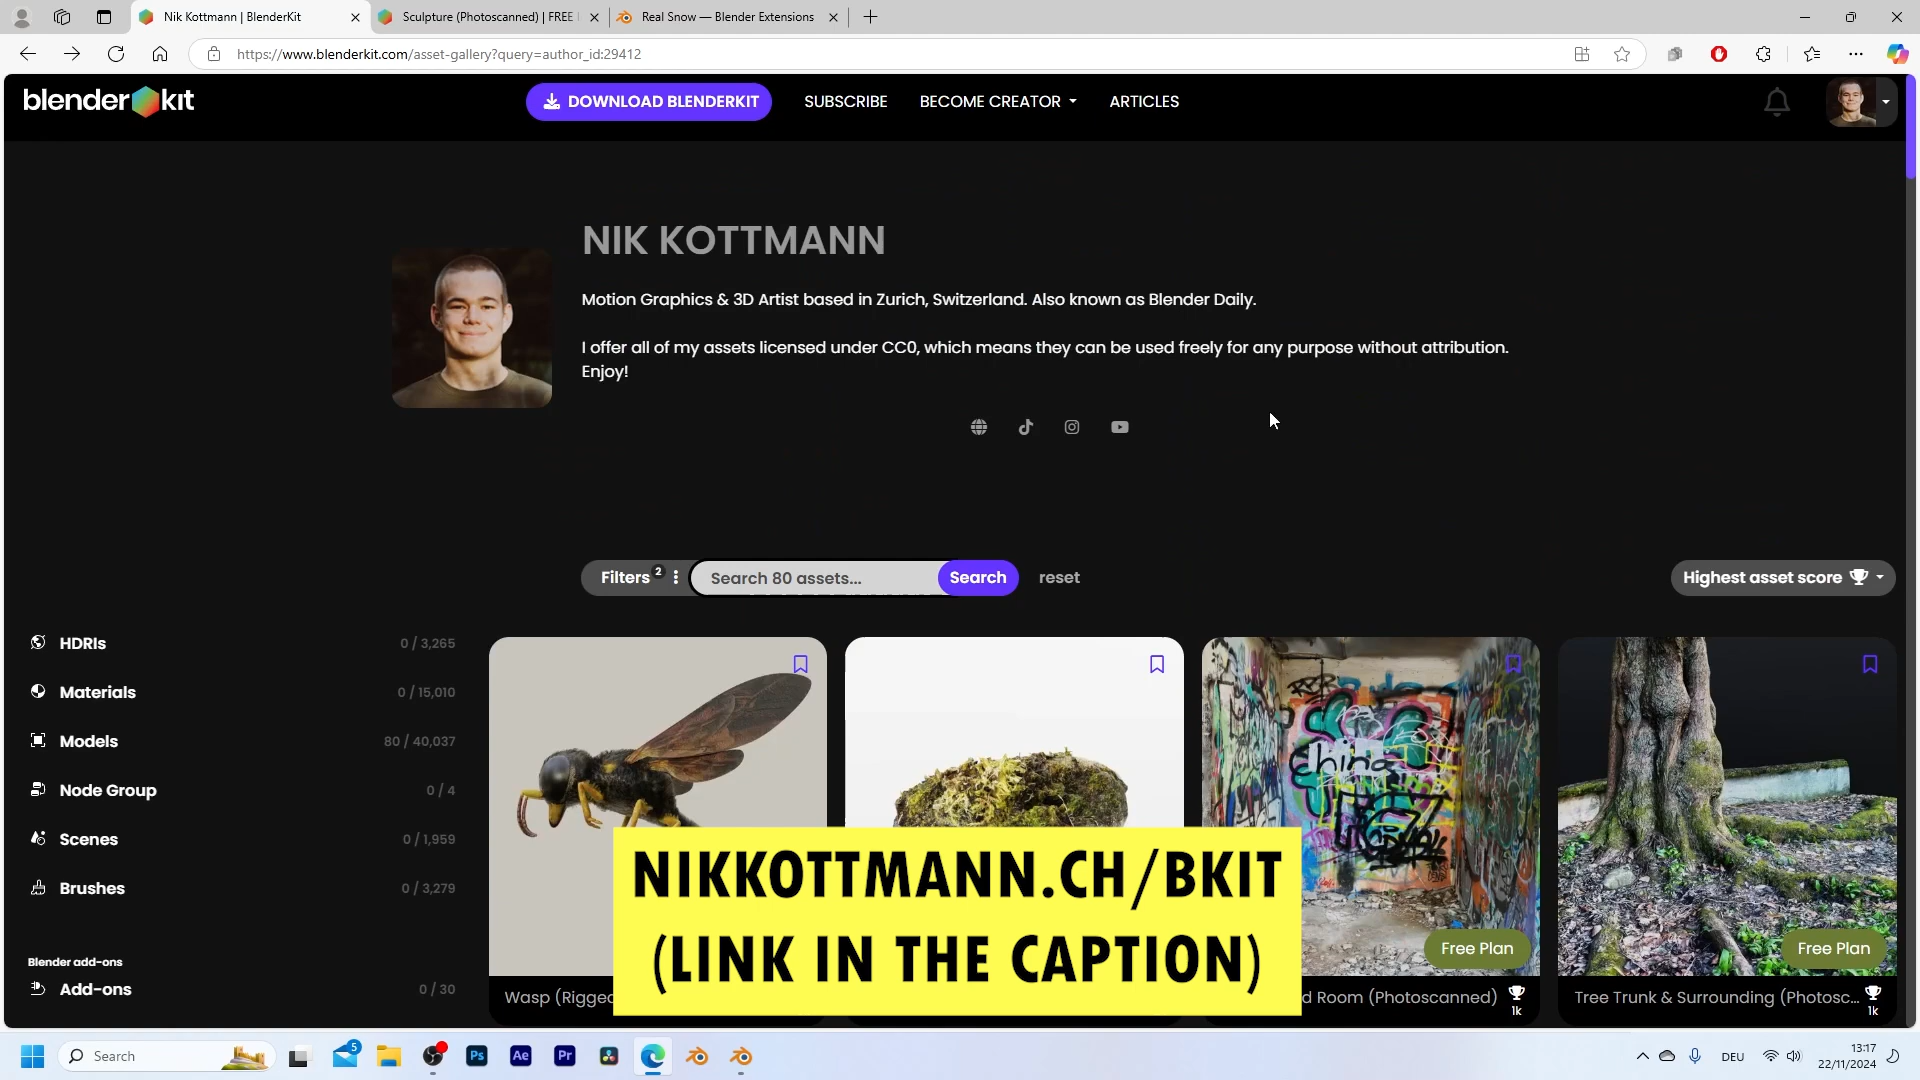 Nik Kottmann | BlenderKit
Sculpture (Photoscanned) | FREE
Real Snow — Blender Extensions
https://www.blenderkit.com/asset-gallery?query=author_id:29412
blenderkit
DOWNLOAD BLENDERKIT
SUBSCRIBE
BECOME CREATOR
ARTICLES
NIK KOTTMANN
Motion Graphics & 3D Artist based in Zurich, Switzerland. Also known as Blender Daily.
I offer all of my assets licensed under CC0, which means they can be used freely for any purpose without attribution.
Enjoy!
Filters 2
Search 80 assets...
Search
reset
Highest asset score
HDRIs 0 / 3,265
Materials 0 / 15,010
Models 80 / 40,037
Node Group 0 / 4
Scenes 0 / 1,959
Brushes 0 / 3,279
Blender add-ons
Add-ons 0 / 30
Free Plan
Free Plan
NIKKOTTMANN.CH/BKIT
(LINK IN THE CAPTION)
Wasp (Rigge
d Room (Photoscanned)
1k
Tree Trunk & Surrounding (Photosc...
1k
Search
5
Ps
Ae
Pr
DEU
13:17
22/11/2024